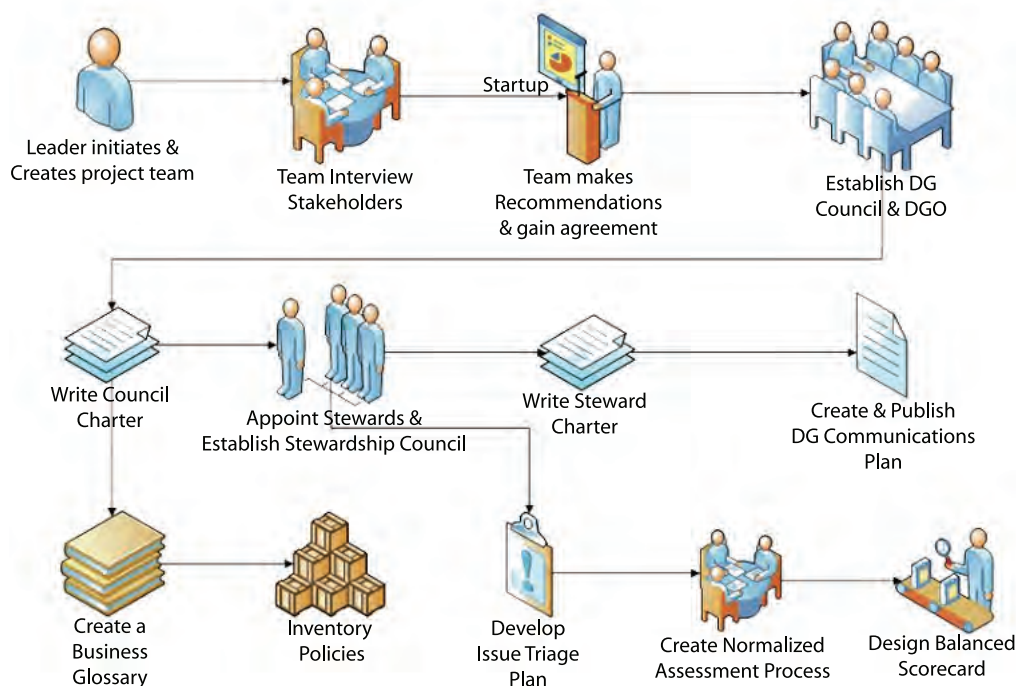 Startup
Leader initiates &
Creates project team
Team Interview
Stakeholders
Team makes
Recommendations
& gain agreement
Establish DG
Council & DGO
Write Council
Charter
Appoint Stewards &
Establish Stewardship Council
Write Steward
Charter
Create & Publish
DG Communications
Plan
Create a
Business
Glossary
Inventory
Policies
Develop
Issue Triage
Plan
Create Normalized
Assessment Process
Design Balanced
Scorecard